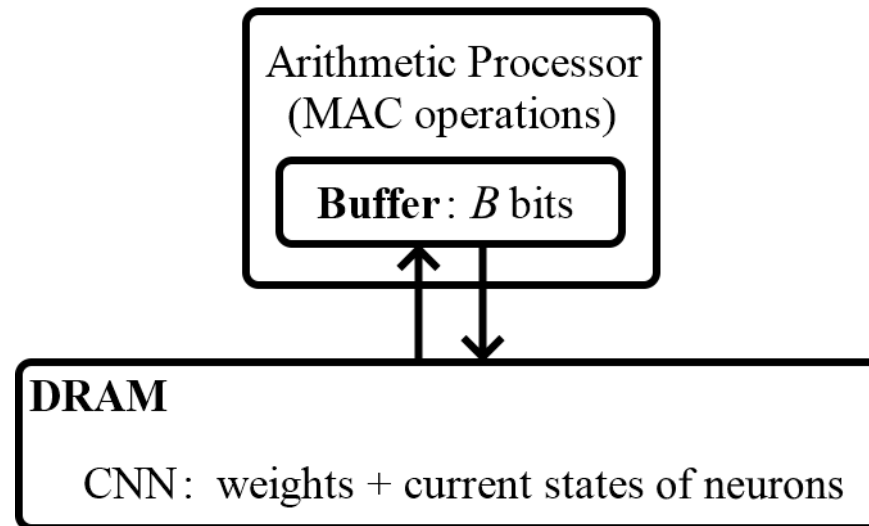 Arithmetic Processor
(MAC operations)
Buffer: B bits
DRAM
CNN: weights + current states of neurons